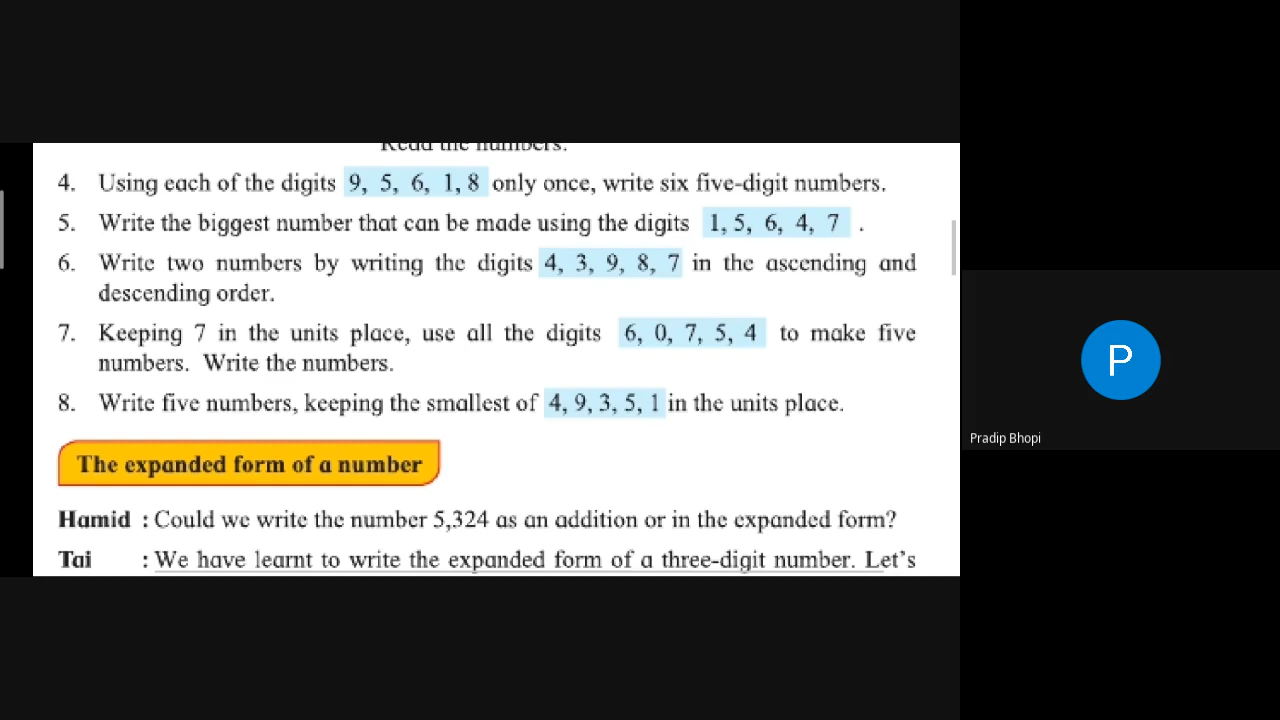 Read the numbers.
4. Using each of the digits 9, 5, 6, 1, 8 only once, write six five-digit numbers.
5. Write the biggest number that can be made using the digits 1, 5, 6, 4, 7 .
6. Write two numbers by writing the digits 4, 3, 9, 8, 7 in the ascending and
descending order.
7. Keeping 7 in the units place, use all the digits 6, 0, 7, 5, 4 to make five
numbers. Write the numbers.
8. Write five numbers, keeping the smallest of 4, 9, 3, 5, 1 in the units place.
The expanded form of a number
Hamid : Could we write the number 5,324 as an addition or in the expanded form?
Tai : We have learnt to write the expanded form of a three-digit number. Let's
P
Pradip Bhopi